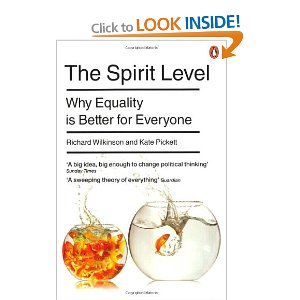 Click to LOOK INSIDE!
The Spirit Level
Why Equality
is Better for Everyone
Richard Wilkinson and Kate Pickett
'A big idea, big enough to change political thinking'
Sunday Times
'A sweeping theory of everything' Guardian